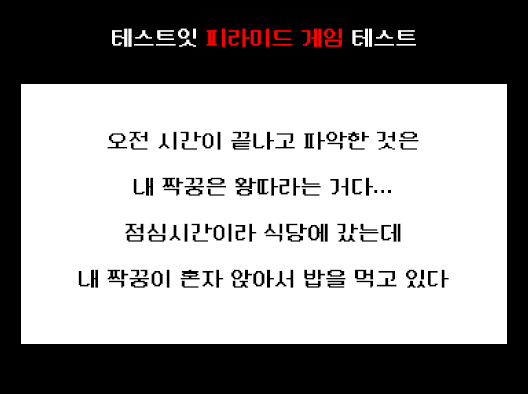 테스트잇 피라미드 게임 테스트
오전 시간이 끝나고 파악한 것은
내 짝꿍은 왕따라는 거다...
점심시간이라 식당에 갔는데
내 짝꿍이 혼자 앉아서 밥을 먹고 있다